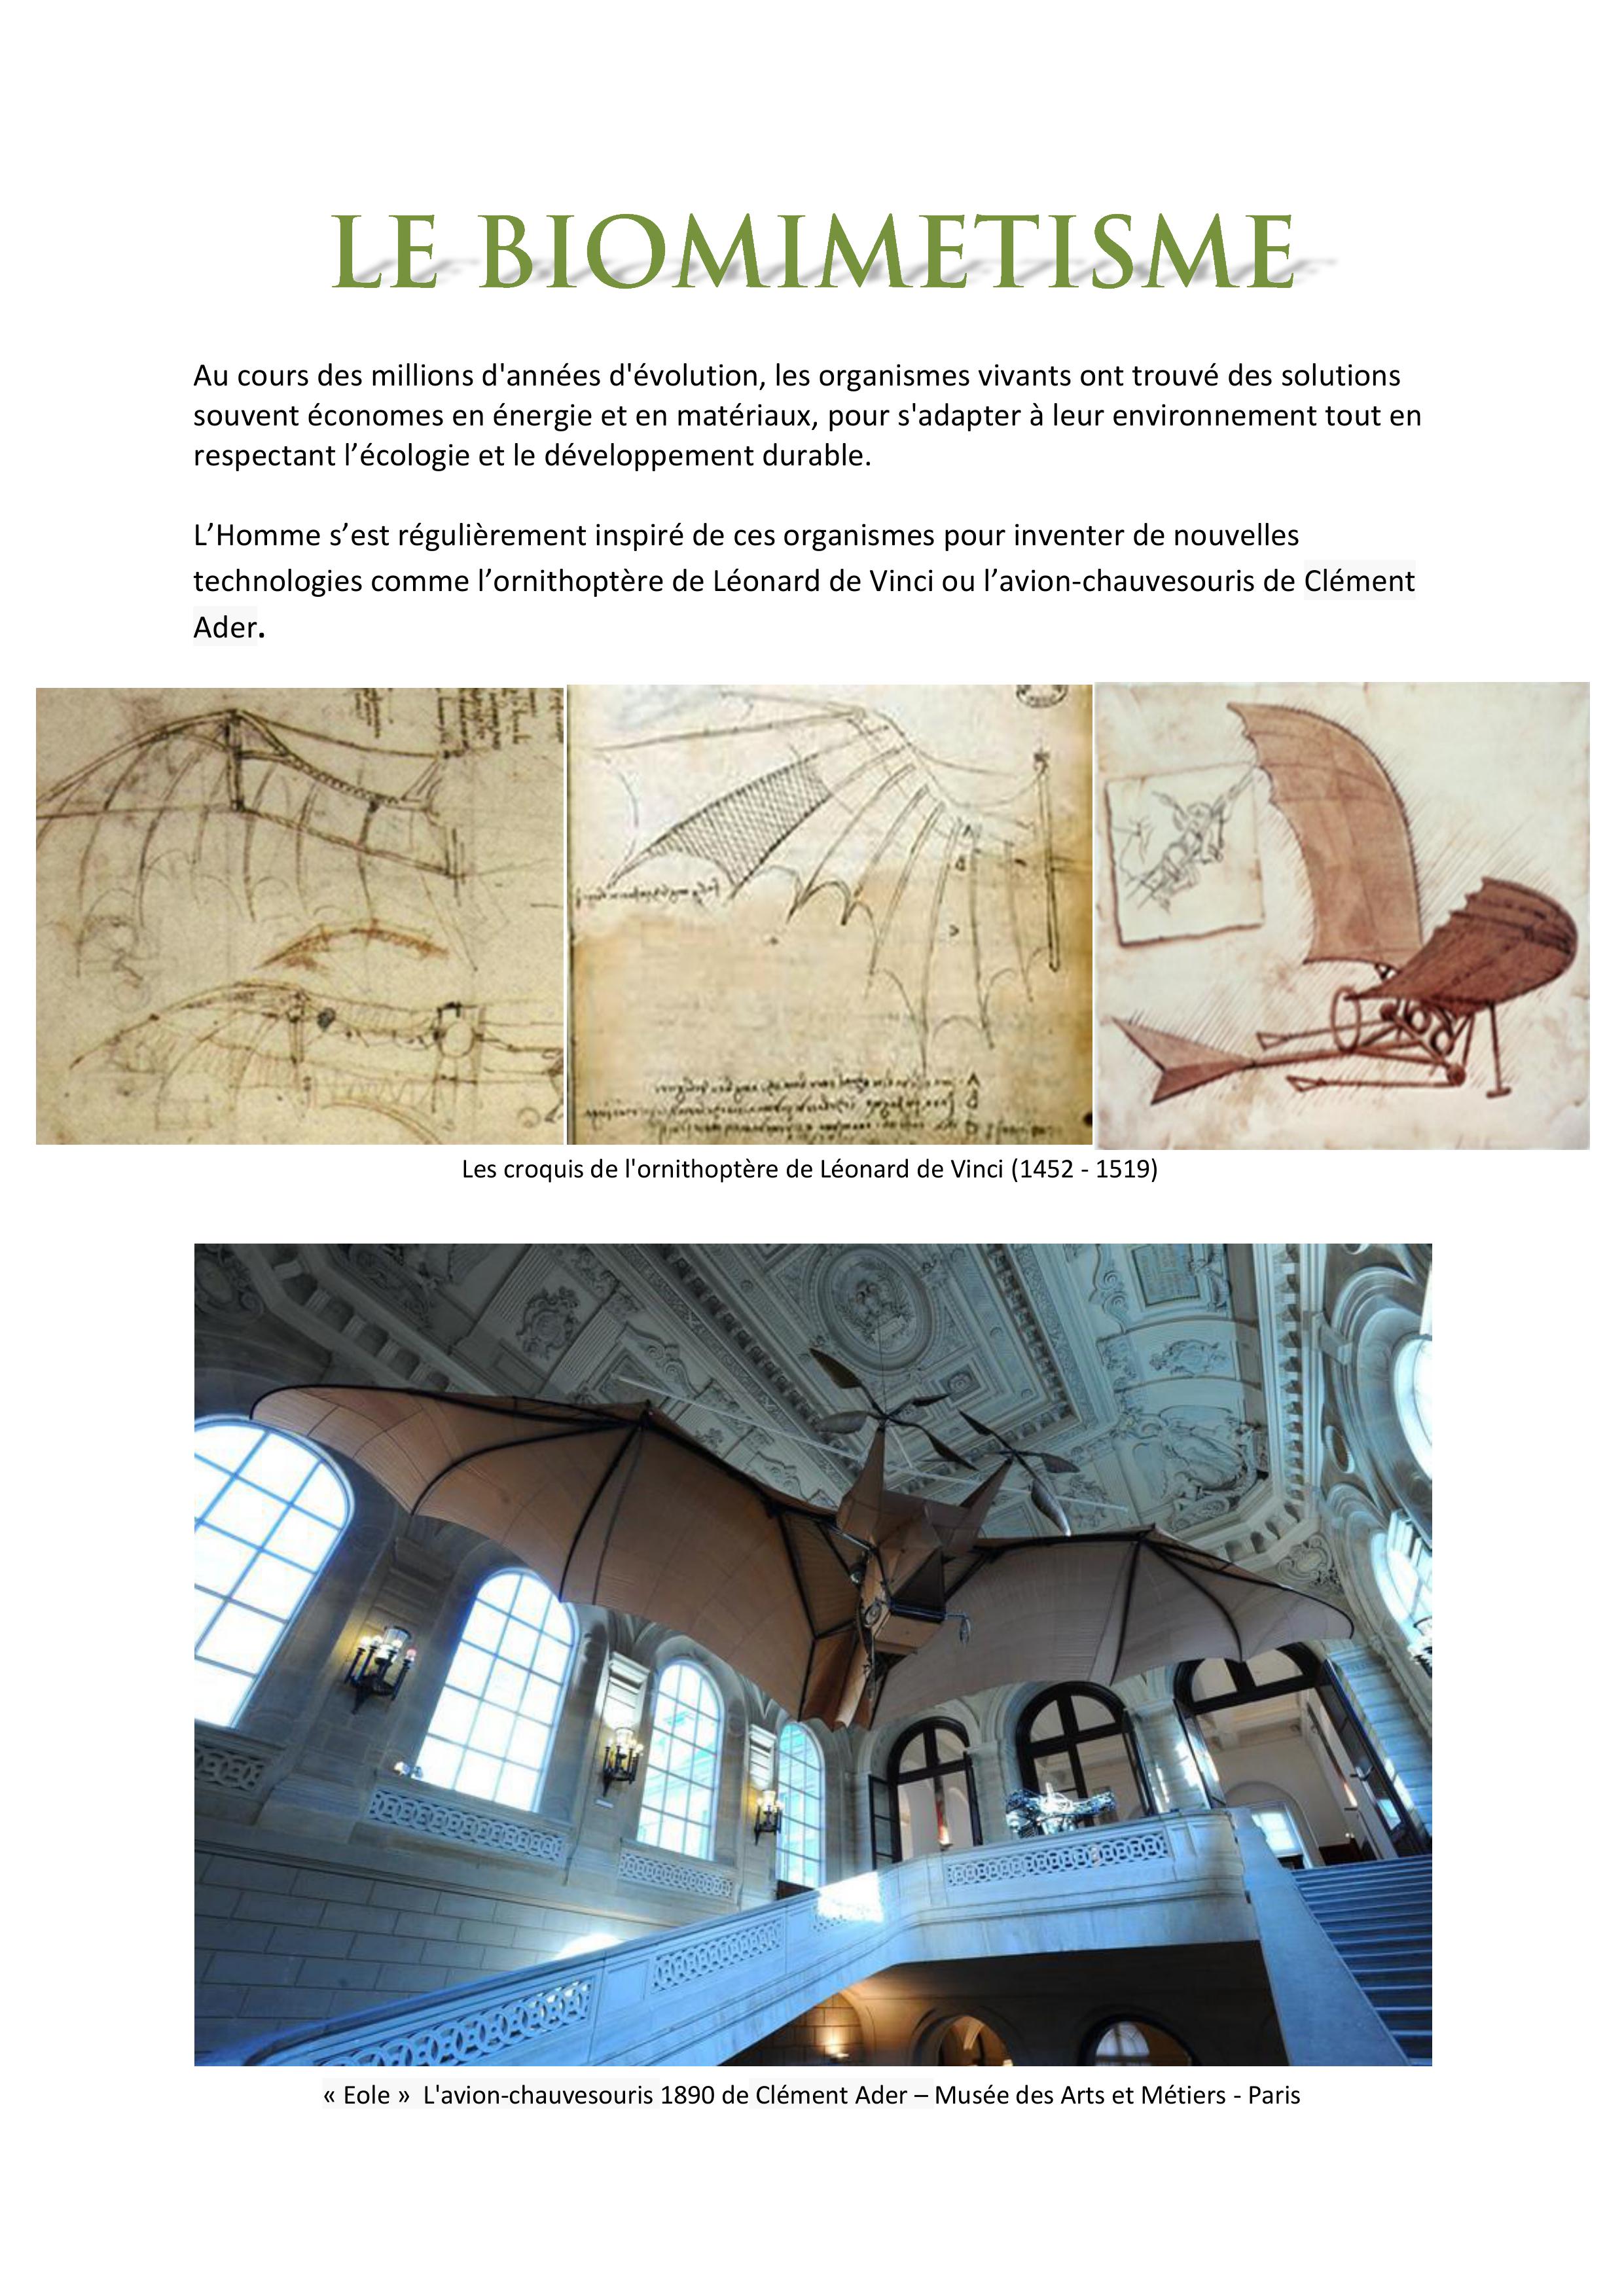 LE BIOMIMETISME
Au cours des millions d'années d'évolution, les organismes vivants ont trouvé des solutions
souvent économes en énergie et en matériaux, pour s'adapter à leur environnement tout en
respectant l’écologie et le développement durable.
L’Homme s’est régulièrement inspiré de ces organismes pour inventer de nouvelles
technologies comme l’ornithoptère de Léonard de Vinci ou l’avion-chauvesouris de Clément
Ader.
Les croquis de l'ornithoptère de Léonard de Vinci (1452 - 1519)
« Eole » L'avion-chauvesouris 1890 de Clément Ader – Musée des Arts et Métiers - Paris